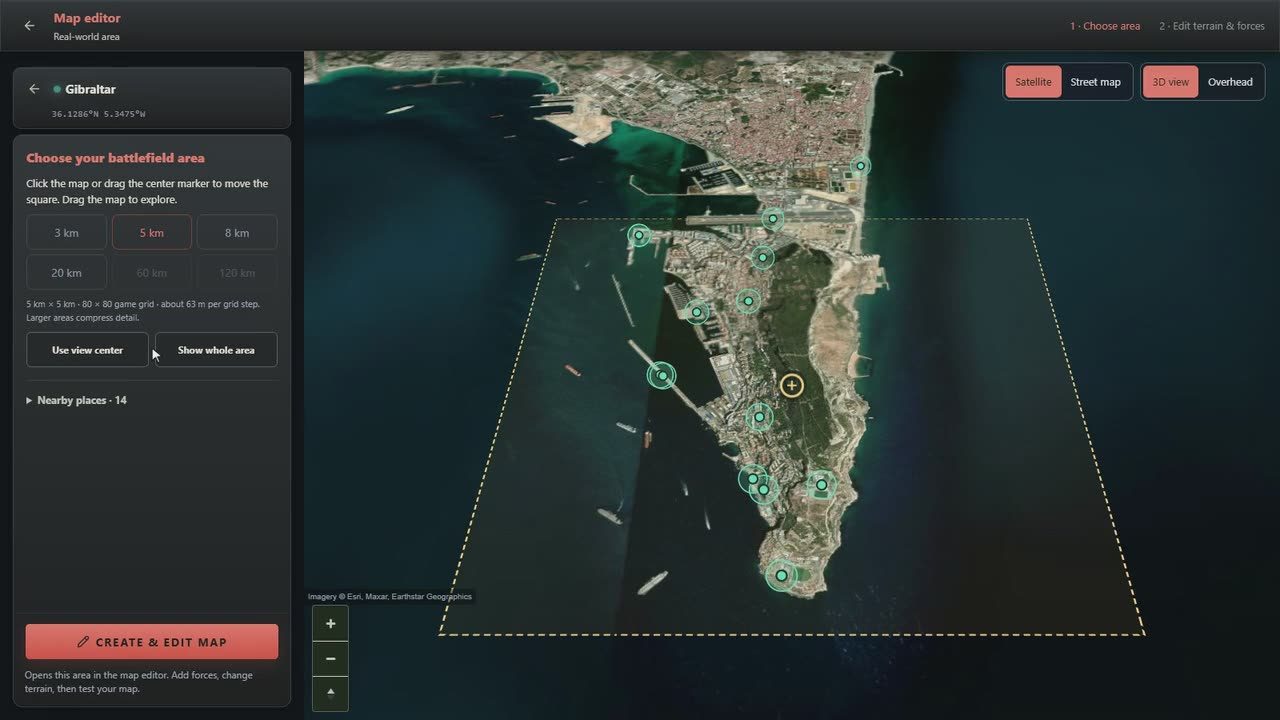 Map editor
Real-world area
1 · Choose area
2 · Edit terrain & forces
Gibraltar
36.1286°N 5.3475°W
Satellite
Street map
3D view
Overhead
Choose your battlefield area
Click the map or drag the center marker to move the
square. Drag the map to explore.
3 km
5 km
8 km
20 km
60 km
120 km
5 km × 5 km · 80 × 80 game grid · about 63 m per grid step.
Larger areas compress detail.
Use view center
Show whole area
Nearby places · 14
Imagery © Esri, Maxar, Earthstar Geographics
CREATE & EDIT MAP
Opens this area in the map editor. Add forces, change
terrain, then test your map.